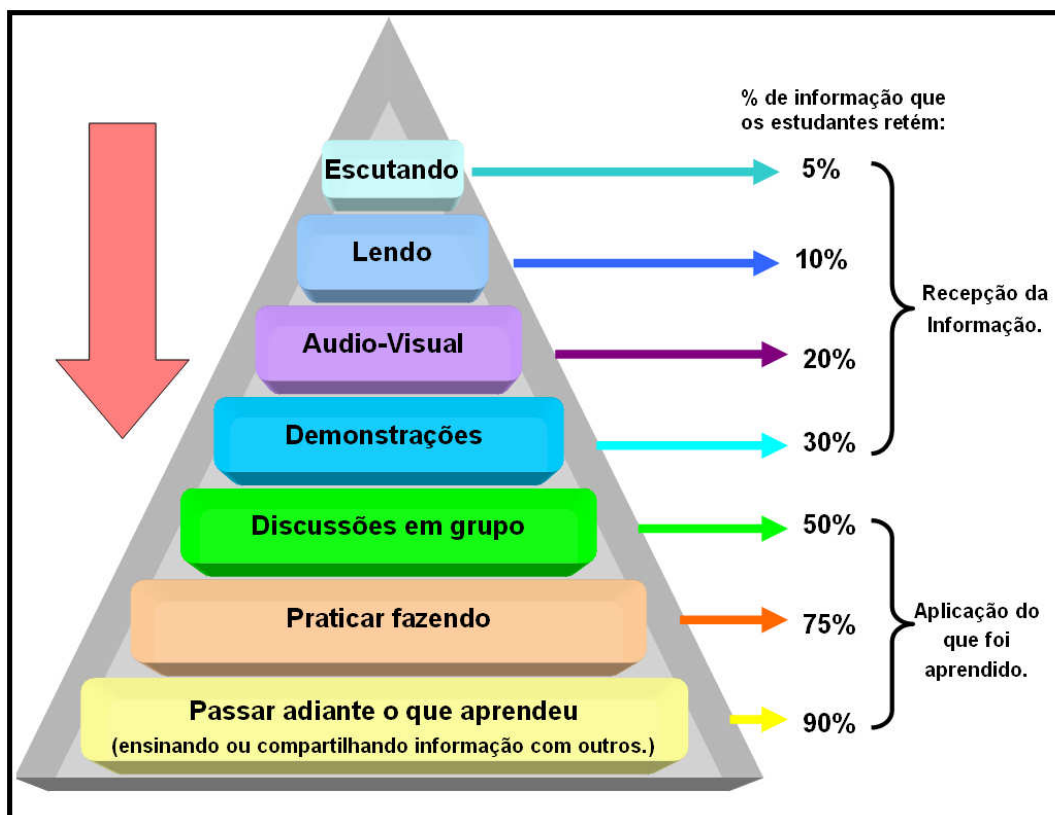 % de informação que
os estudantes retém:
Escutando
5%
Lendo
10%
Audio-Visual
20%
Demonstrações
30%
Recepção da
Informação.
Discussões em grupo
50%
Praticar fazendo
75%
Passar adiante o que aprendeu
(ensinando ou compartilhando informação com outros.)
90%
Aplicação do
que foi
aprendido.